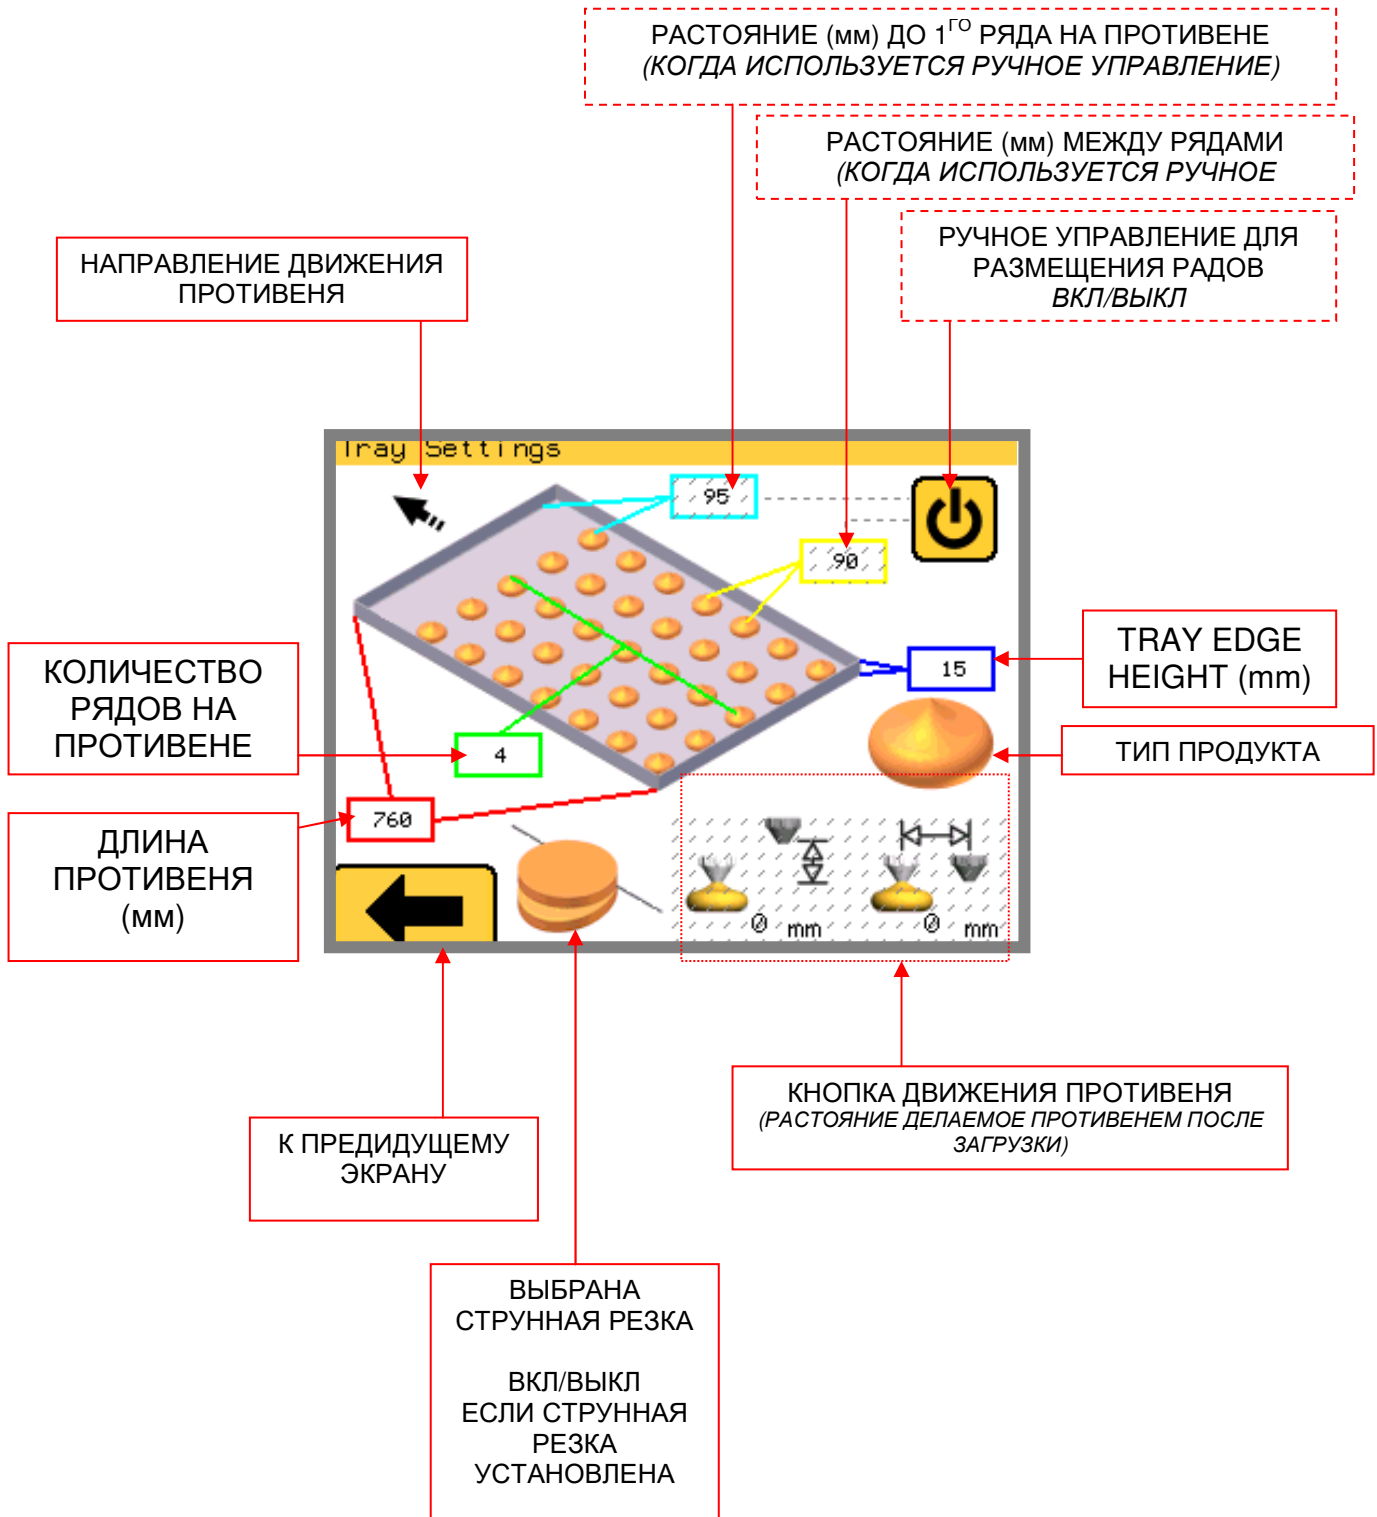 РАСТОЯНИЕ (мм) ДО 1ГО РЯДА НА ПРОТИВЕНЕ
(КОГДА ИСПОЛЬЗУЕТСЯ РУЧНОЕ УПРАВЛЕНИЕ)
РАСТОЯНИЕ (мм) МЕЖДУ РЯДАМИ
(КОГДА ИСПОЛЬЗУЕТСЯ РУЧНОЕ
РУЧНОЕ УПРАВЛЕНИЕ ДЛЯ
РАЗМЕЩЕНИЯ РАДОВ
ВКЛ/ВЫКЛ
НАПРАВЛЕНИЕ ДВИЖЕНИЯ
ПРОТИВЕНЯ
Tray Settings
95
90
15
4
760
0 mm
0 mm
TRAY EDGE
HEIGHT (mm)
КОЛИЧЕСТВО
РЯДОВ НА
ПРОТИВЕНЕ
ТИП ПРОДУКТА
ДЛИНА
ПРОТИВЕНЯ
(мм)
КНОПКА ДВИЖЕНИЯ ПРОТИВЕНЯ
(РАСТОЯНИЕ ДЕЛАЕМОЕ ПРОТИВЕНЕМ ПОСЛЕ
ЗАГРУЗКИ)
К ПРЕДИДУЩЕМУ
ЭКРАНУ
ВЫБРАНА
СТРУННАЯ РЕЗКА
ВКЛ/ВЫКЛ
ЕСЛИ СТРУННАЯ
РЕЗКА
УСТАНОВЛЕНА